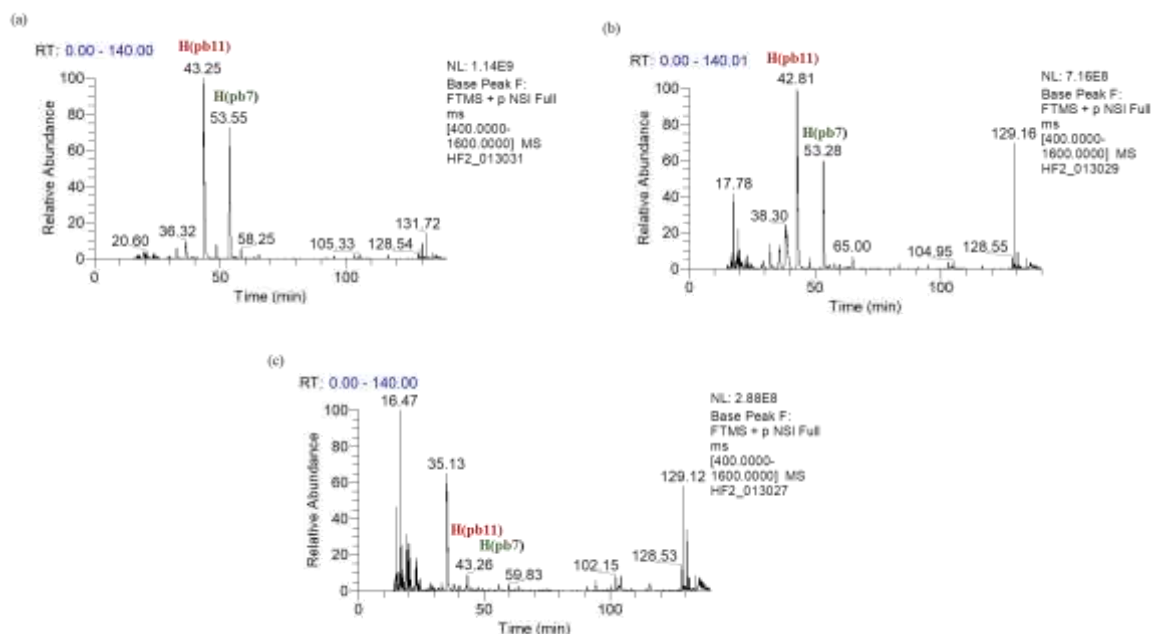 (a)
RT: 0.00 - 140.00
H(pb11)
43.25
H(pb7)
53.55
NL: 1.14E9
Base Peak F:
FTMS + p NSI Full
ms
[400.0000-
1600.0000] MS
HF2_013031
Relative Abundance
100
80
60
40
20
0
20.60
36.32
58.25
105.33
128.54
131.72
0
50
100
Time (min)
(b)
RT: 0.00 - 140.01
H(pb11)
42.81
H(pb7)
53.28
NL: 7.16E8
Base Peak F:
FTMS + p NSI Full
ms
[400.0000-
1600.0000] MS
HF2_013029
Relative Abundance
100
80
60
40
20
0
17.78
38.30
65.00
104.95
128.55
129.16
0
50
100
Time (min)
(c)
RT: 0.00 - 140.00
16.47
35.13
H(pb11)
H(pb7)
43.26
59.83
102.15
128.53
129.12
NL: 2.88E8
Base Peak F:
FTMS + p NSI Full
ms
[400.0000-
1600.0000] MS
HF2_013027
Relative Abundance
100
80
60
40
20
0
0
50
100
Time (min)